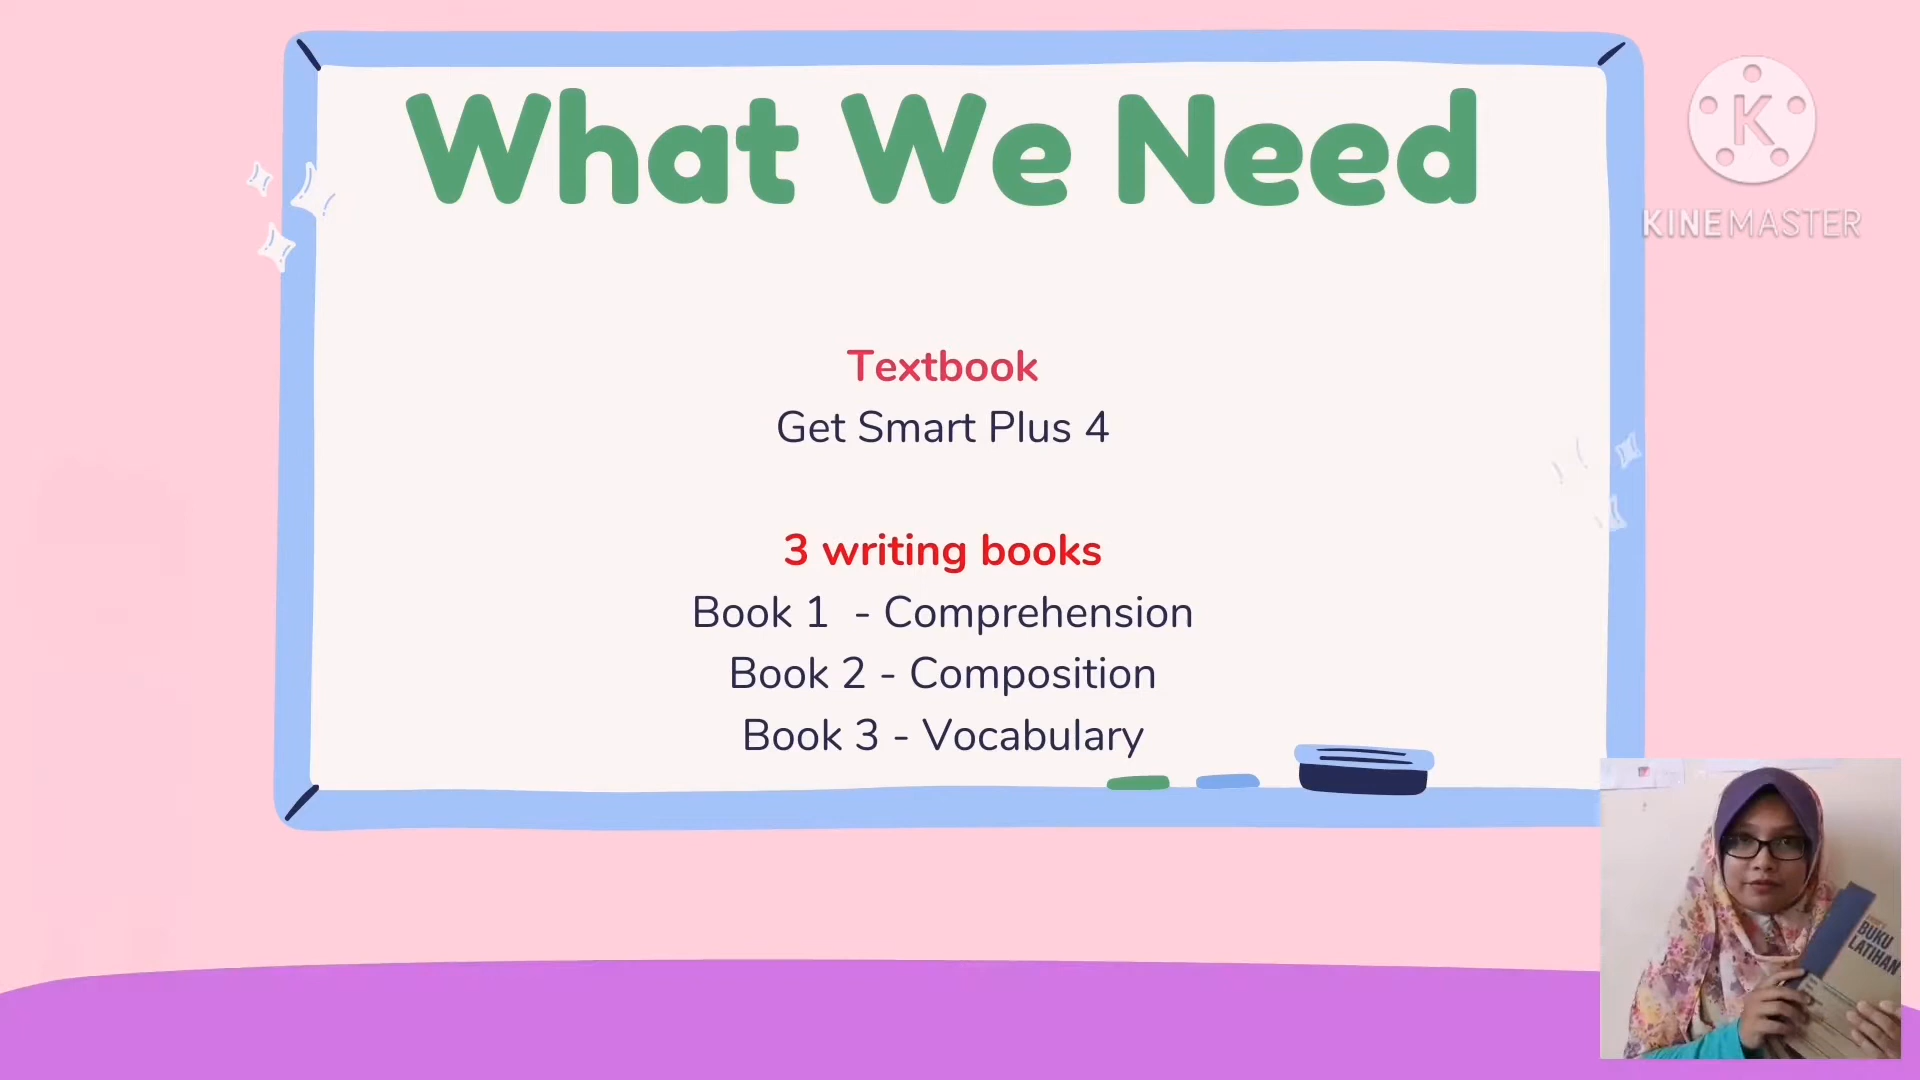 What We Need
Textbook
Get Smart Plus 4
3 writing books
Book 1 - Comprehension
Book 2 - Composition
Book 3 - Vocabulary
KINEMASTER
BUKU
LATIHAN